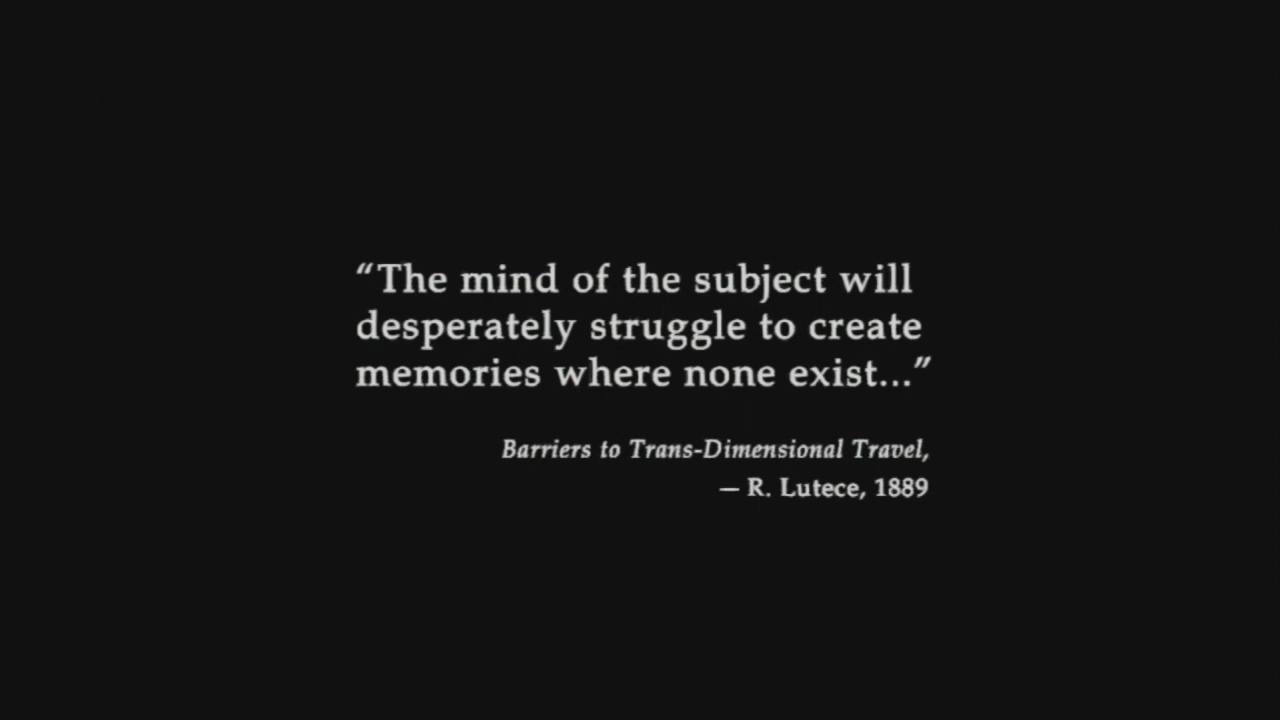 “The mind of the subject will
desperately struggle to create
memories where none exist...”
Barriers to Trans-Dimensional Travel,
— R. Lutece, 1889